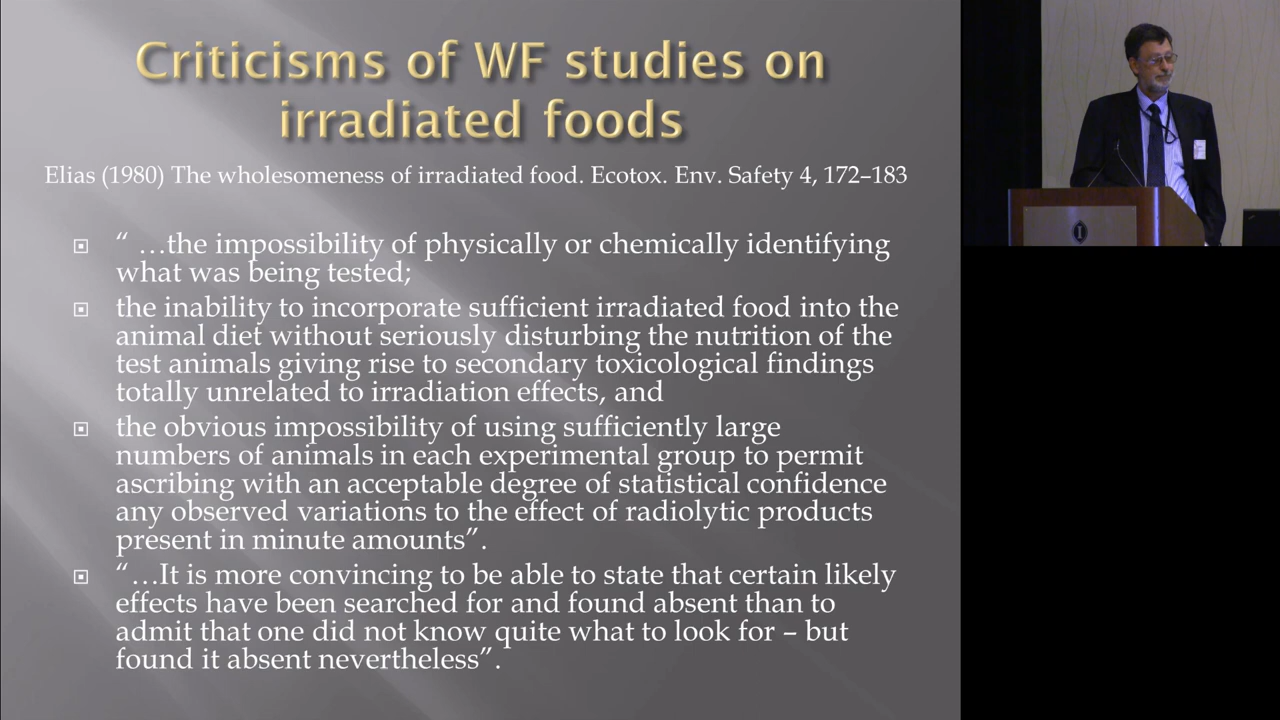 Criticisms of WF studies on
irradiated foods
Elias (1980) The wholesomeness of irradiated food. Ecotox. Env. Safety 4, 172–183
“ …the impossibility of physically or chemically identifying
what was being tested;
the inability to incorporate sufficient irradiated food into the
animal diet without seriously disturbing the nutrition of the
test animals giving rise to secondary toxicological findings
totally unrelated to irradiation effects, and
the obvious impossibility of using sufficiently large
numbers of animals in each experimental group to permit
ascribing with an acceptable degree of statistical confidence
any observed variations to the effect of radiolytic products
present in minute amounts”.
“…It is more convincing to be able to state that certain likely
effects have been searched for and found absent than to
admit that one did not know quite what to look for – but
found it absent nevertheless”.